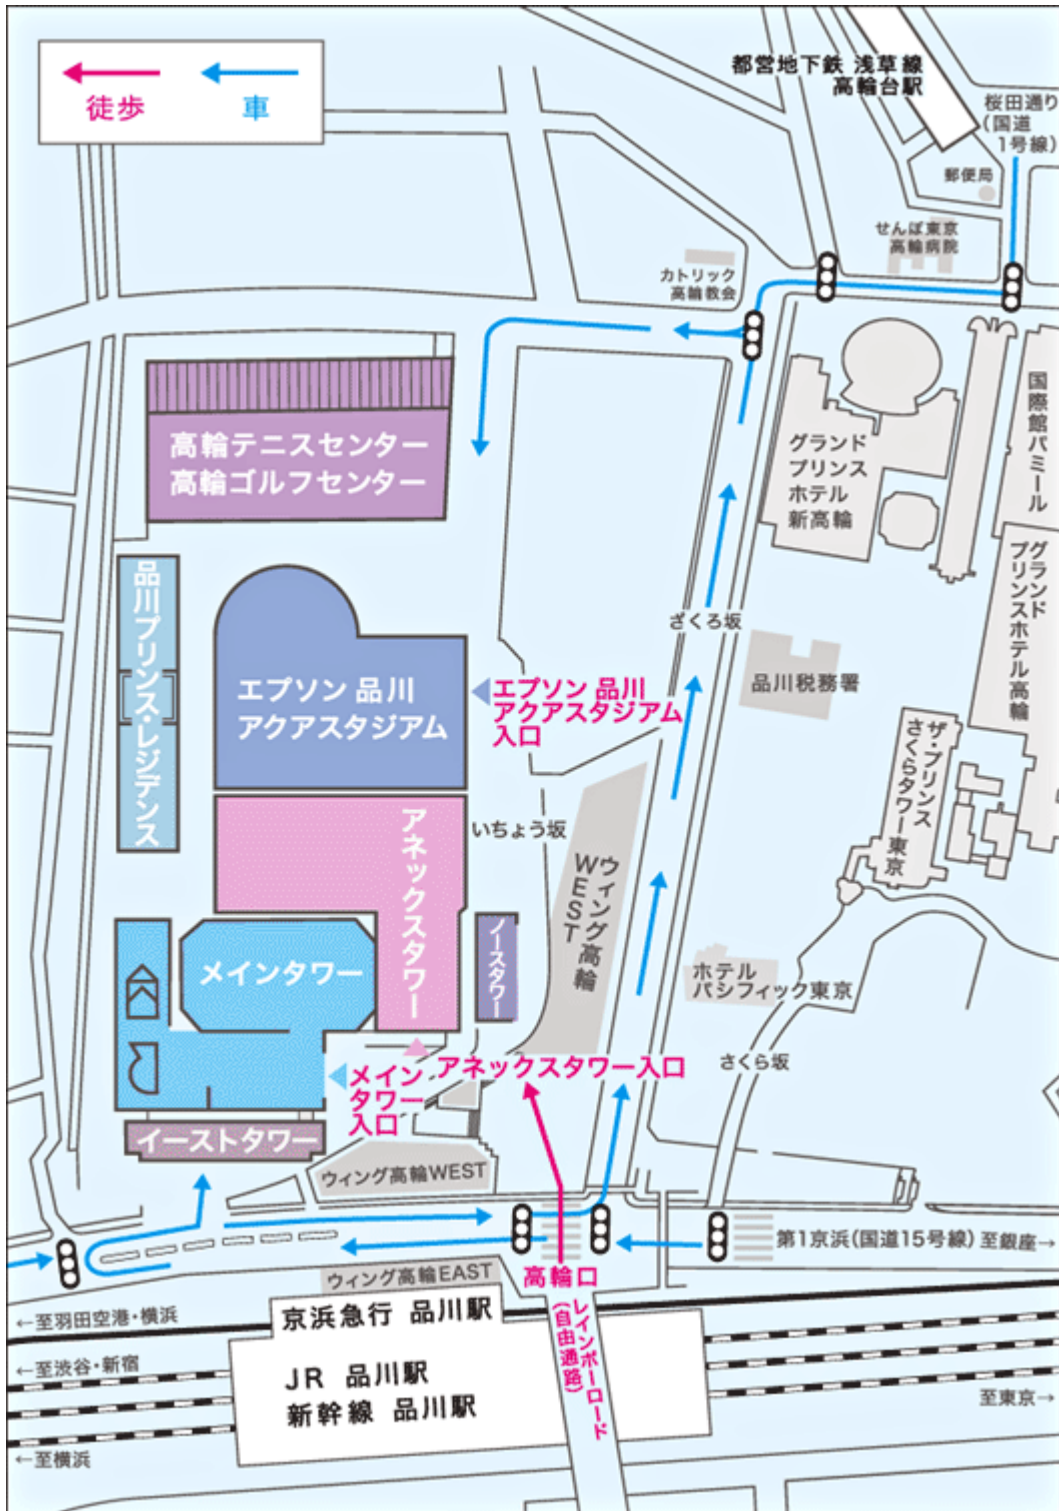 徒歩
車
都営地下鉄 浅草線
高輪台駅
桜田通り
(国道
1号線)
郵便局
せんぽ東京
高輪病院
カトリック
高輪教会
高輪テニスセンター
高輪ゴルフセンター
グランド
プリンス
ホテル
新高輪
国際館パミール
グランド
プリンスホテル高輪
品川プリンス・レジデンス
エプソン 品川
アクアスタジアム
エプソン 品川
アクアスタジアム
入口
ざくろ坂
品川税務署
ザ・プリンス
さくらタワー東京
アネックスタワー
いちょう坂
ウィング高輪
WEST
メインタワー
ノースタワー
ホテル
パシフィック東京
さくら坂
アネックスタワー入口
メイン
タワー
入口
イーストタワー
ウィング高輪WEST
第1京浜(国道15号線)
至銀座→
高輪口
ウィング高輪EAST
レインボーロード
(自由通路)
京浜急行 品川駅
←至羽田空港・横浜
←至渋谷・新宿
JR 品川駅
新幹線 品川駅
至東京→
←至横浜